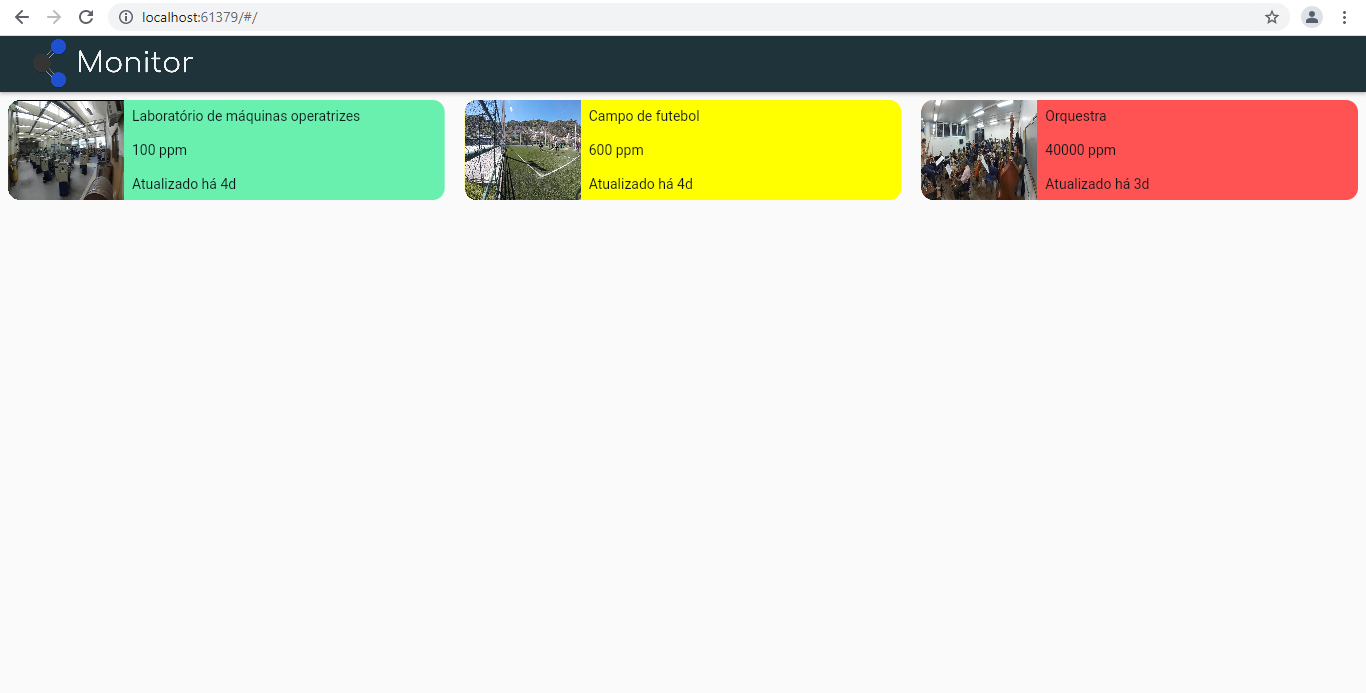 localhost:61379/#/
Monitor
Laboratório de máquinas operatrizes
100 ppm
Atualizado há 4d
Campo de futebol
600 ppm
Atualizado há 4d
Orquestra
40000 ppm
Atualizado há 3d